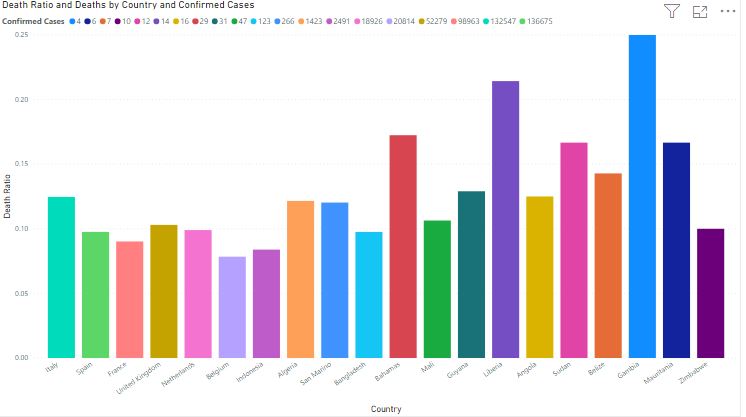 Death Ratio and Deaths by Country and Confirmed Cases
Confirmed Cases 4 6 7 10 12 14 16 29 31 47 123 266 1423 2491 18926 20814 52279 98963 132547 136675
0.25
0.20
0.15
0.10
0.05
0.00
Death Ratio
Italy
Spain
France
United Kingdom
Netherlands
Belgium
Indonesia
Algeria
San Marino
Bangladesh
Bahamas
Mali
Guyana
Liberia
Angola
Sudan
Belize
Gambia
Mauritania
Zimbabwe
Country